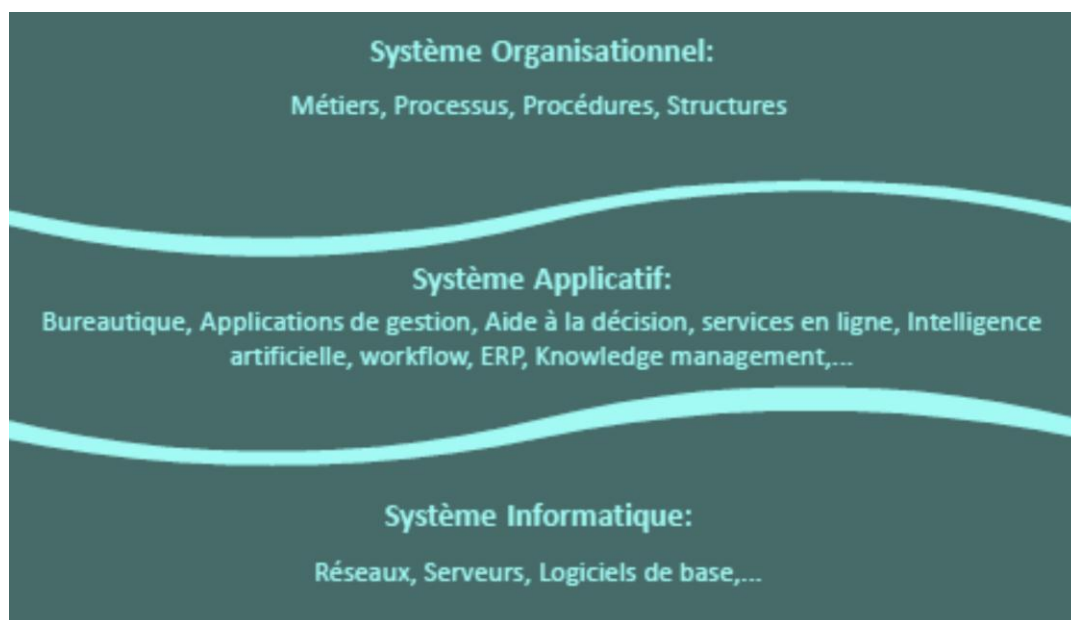 Système Organisationnel:
Métiers, Processus, Procédures, Structures
Système Applicatif:
Bureautique, Applications de gestion, Aide à la décision, services en ligne, Intelligence
artificielle, workflow, ERP, Knowledge management,...
Système Informatique:
Réseaux, Serveurs, Logiciels de base,...